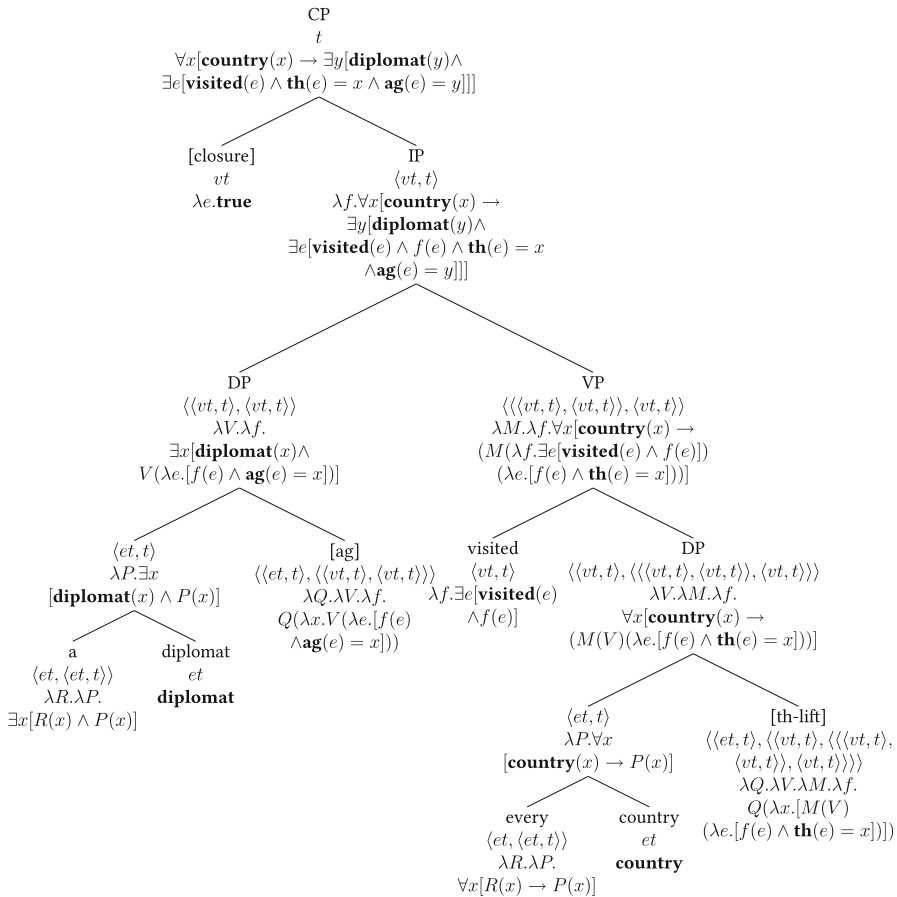 CP
t
∀x[country(x) → ∃y[diplomat(y)∧
∃e[visited(e) ∧ th(e) = x ∧ ag(e) = y]]]
[closure]
vt
λe.true
IP
⟨vt, t⟩
λf.∀x[country(x) →
∃y[diplomat(y)∧
∃e[visited(e) ∧ f(e) ∧ th(e) = x
∧ag(e) = y]]]
DP
⟨⟨vt, t⟩, ⟨vt, t⟩⟩
λV.λf.
∃x[diplomat(x)∧
V(λe.[f(e) ∧ ag(e) = x])]
VP
⟨⟨⟨vt, t⟩, ⟨vt, t⟩⟩, ⟨vt, t⟩⟩
λM.λf.∀x[country(x) →
(M(λf.∃e[visited(e) ∧ f(e)])
(λe.[f(e) ∧ th(e) = x]))]
⟨et, t⟩
λP.∃x
[diplomat(x) ∧ P(x)]
[ag]
⟨⟨et, t⟩, ⟨⟨vt, t⟩, ⟨vt, t⟩⟩⟩
λQ.λV.λf.
Q(λx.V(λe.[f(e)
∧ag(e) = x]))
visited
⟨vt, t⟩
λf.∃e[visited(e)
∧f(e)]
DP
⟨⟨vt, t⟩, ⟨⟨⟨vt, t⟩, ⟨vt, t⟩⟩, ⟨vt, t⟩⟩⟩
λV.λM.λf.
∀x[country(x) →
(M(V)(λe.[f(e) ∧ th(e) = x]))]
a
⟨et, ⟨et, t⟩⟩
λR.λP.
∃x[R(x) ∧ P(x)]
diplomat
et
diplomat
⟨et, t⟩
λP.∀x
[country(x) → P(x)]
[th-lift]
⟨⟨et, t⟩, ⟨⟨vt, t⟩, ⟨⟨⟨vt, t⟩,
⟨vt, t⟩⟩, ⟨vt, t⟩⟩⟩⟩
λQ.λV.λM.λf.
Q(λx.[M(V)
(λe.[f(e) ∧ th(e) = x])])
every
⟨et, ⟨et, t⟩⟩
λR.λP.
∀x[R(x) → P(x)]
country
et
country